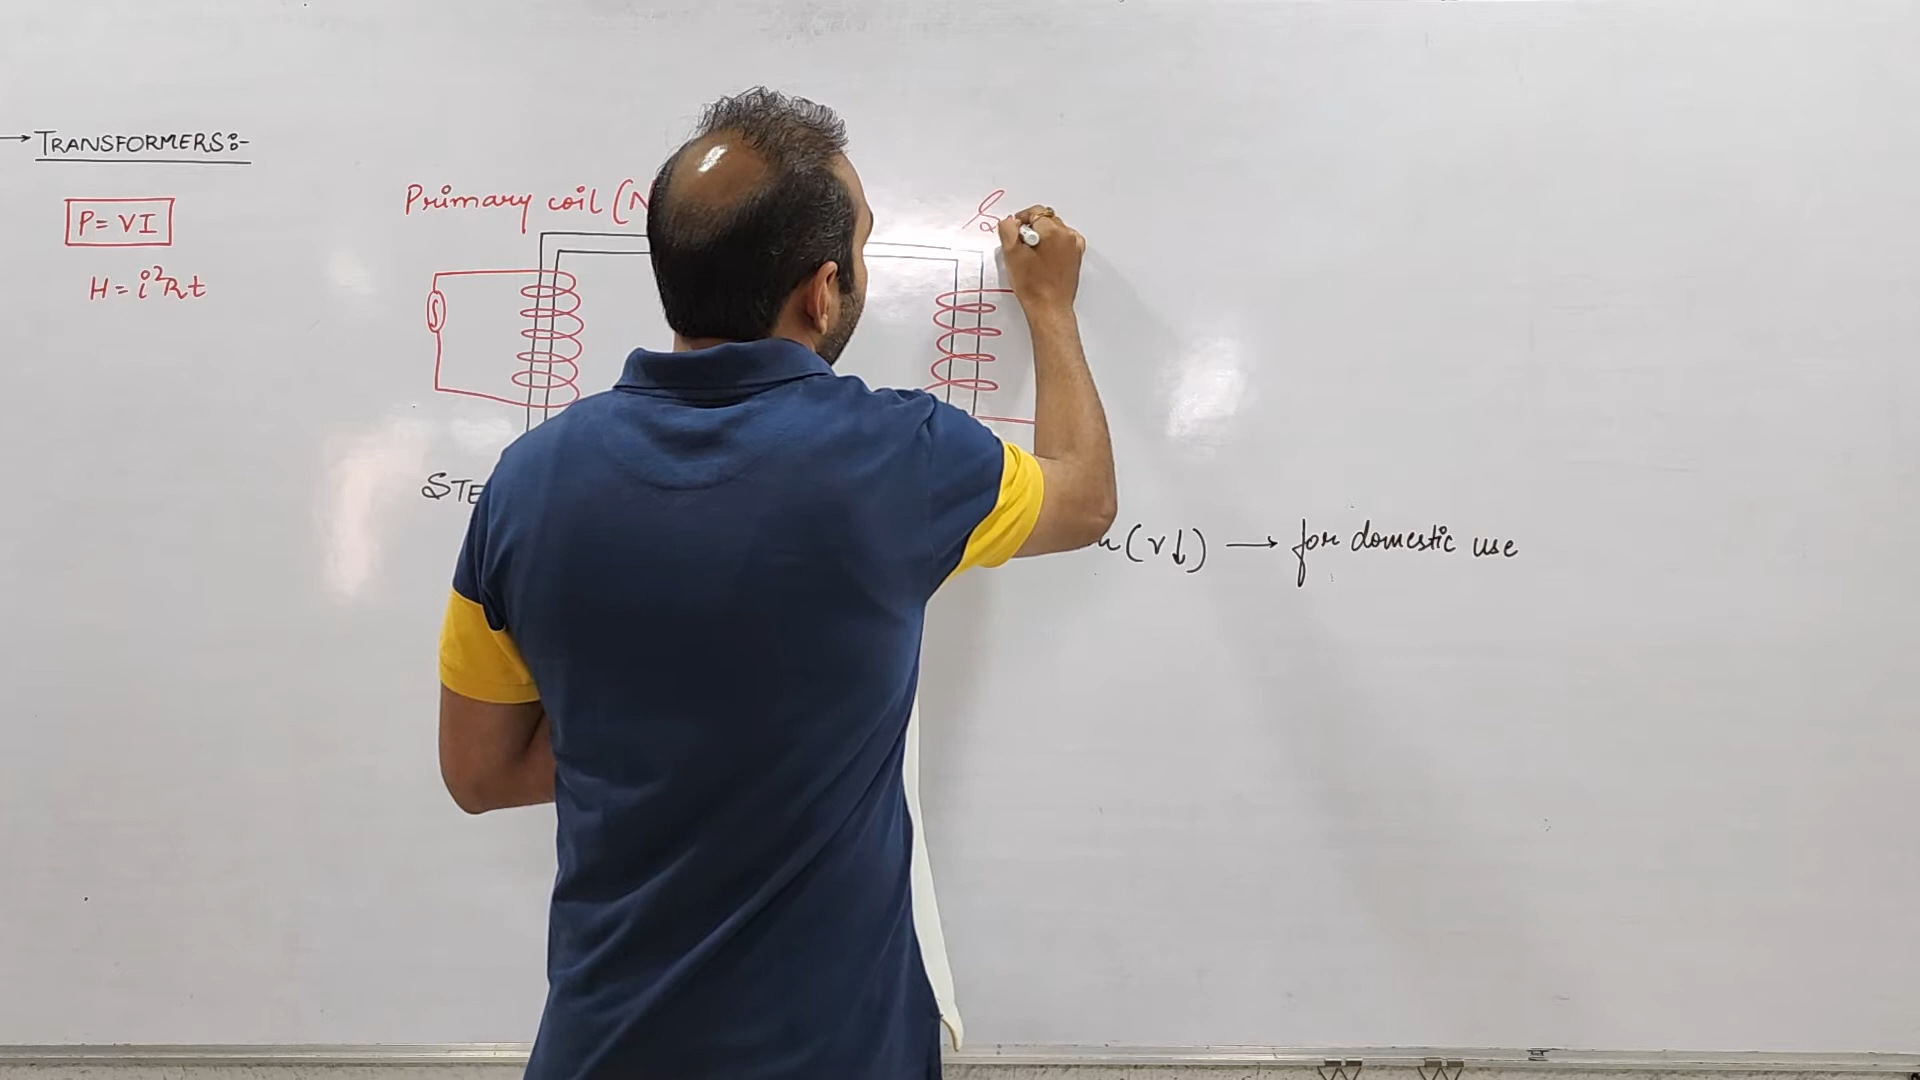 → TRANSFORMERS:-
P = VI
H = i²Rt
Primary coil (N
STE
(V↓) → for domestic use